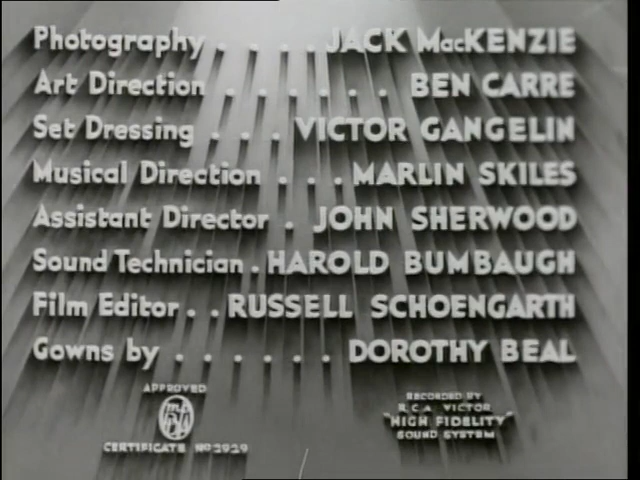 Photography . . . . JACK MacKENZIE
Art Direction . . . . . BEN CARRE
Set Dressing . . . VICTOR GANGELIN
Musical Direction . . . MARLIN SKILES
Assistant Director . JOHN SHERWOOD
Sound Technician . HAROLD BUMBAUGH
Film Editor . . RUSSELL SCHOENGARTH
Gowns by . . . . . . DOROTHY BEAL
APPROVED
CERTIFICATE No 2929
RECORDED BY
R.C.A. VICTOR
"HIGH FIDELITY"
SOUND SYSTEM